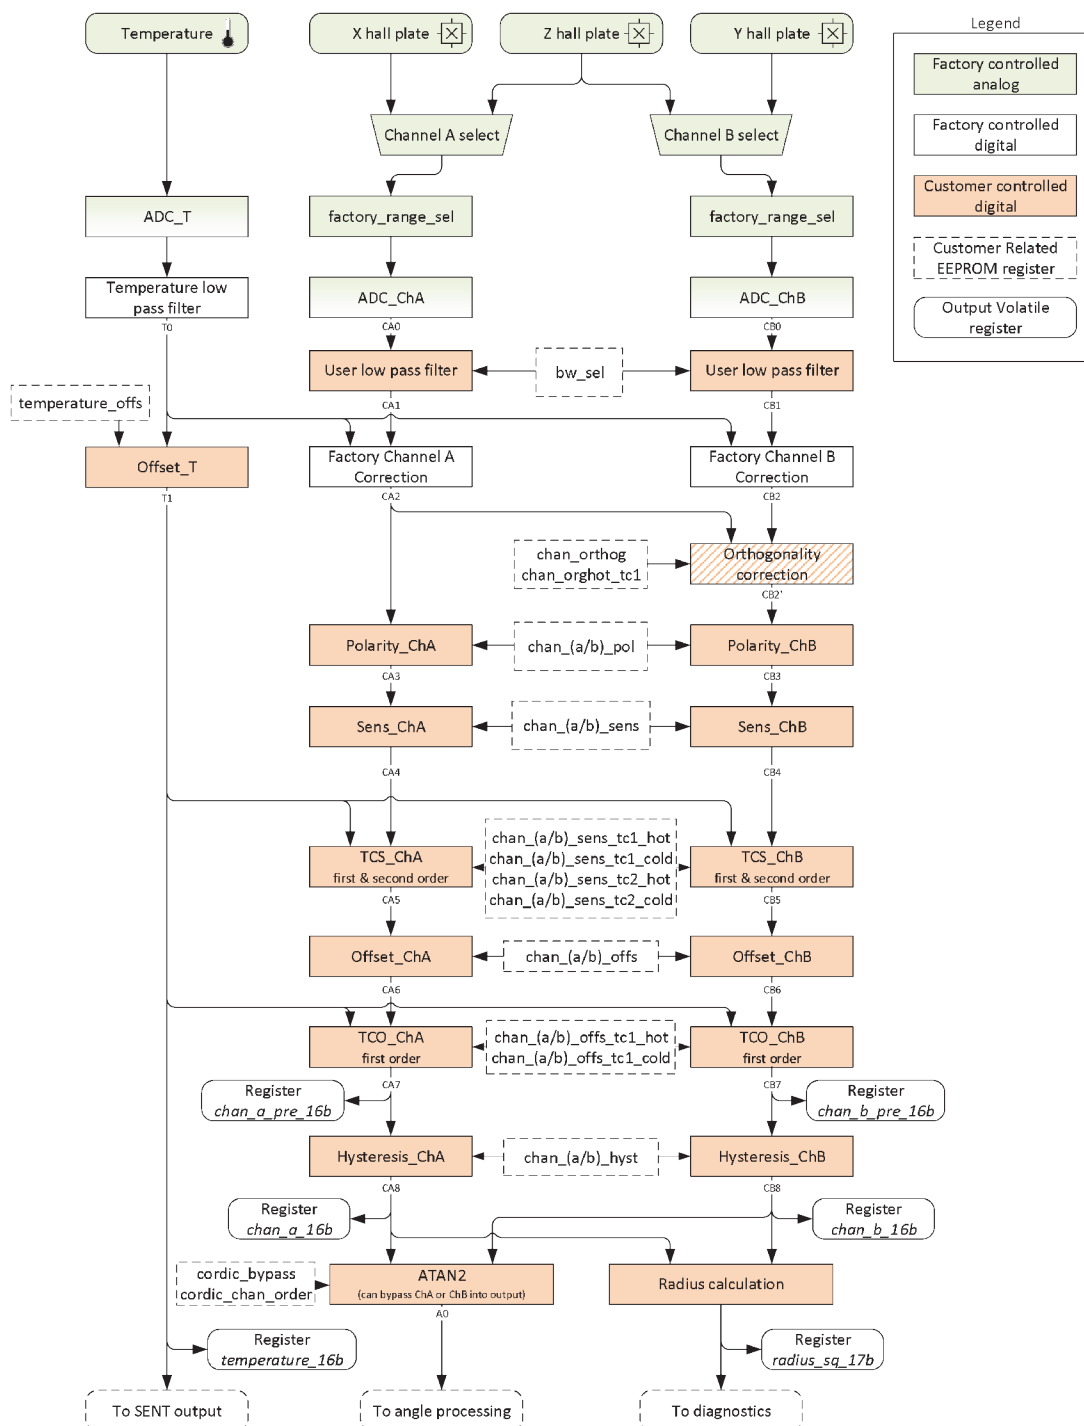 Legend
Temperature
X hall plate
Z hall plate
Y hall plate
Factory controlled
analog
Factory controlled
digital
Customer controlled
digital
Customer Related
EEPROM register
Output Volatile
register
Channel A select
Channel B select
ADC_T
factory_range_sel
factory_range_sel
Temperature low
pass filter
T0
ADC_ChA
CA0
ADC_ChB
CB0
User low pass filter
CA1
bw_sel
User low pass filter
CB1
temperature_offs
Offset_T
T1
Factory Channel A
Correction
CA2
Factory Channel B
Correction
CB2
chan_orthog
chan_orghot_tc1
Orthogonality
correction
CB2'
Polarity_ChA
CA3
chan_(a/b)_pol
Polarity_ChB
CB3
Sens_ChA
CA4
chan_(a/b)_sens
Sens_ChB
CB4
TCS_ChA
first & second order
CA5
chan_(a/b)_sens_tc1_hot
chan_(a/b)_sens_tc1_cold
chan_(a/b)_sens_tc2_hot
chan_(a/b)_sens_tc2_cold
TCS_ChB
first & second order
CB5
Offset_ChA
CA6
chan_(a/b)_offs
Offset_ChB
CB6
TCO_ChA
first order
CA7
chan_(a/b)_offs_tc1_hot
chan_(a/b)_offs_tc1_cold
TCO_ChB
first order
CB7
Register
chan_a_pre_16b
Register
chan_b_pre_16b
Hysteresis_ChA
CA8
chan_(a/b)_hyst
Hysteresis_ChB
CB8
Register
chan_a_16b
Register
chan_b_16b
cordic_bypass
cordic_chan_order
ATAN2
(can bypass ChA or ChB into output)
A0
Radius calculation
Register
temperature_16b
Register
radius_sq_17b
To SENT output
To angle processing
To diagnostics